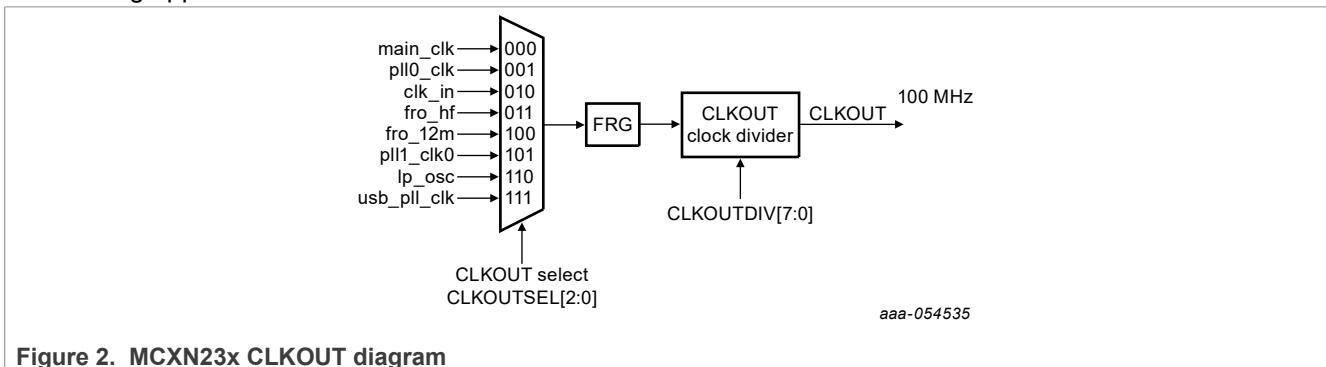 main_clk
000
pll0_clk
001
clk_in
010
fro_hf
011
fro_12m
100
pll1_clk0
101
lp_osc
110
usb_pll_clk
111
FRG
CLKOUT
clock divider
CLKOUT
100 MHz
CLKOUTDIV[7:0]
CLKOUT select
CLKOUTSEL[2:0]
aaa-054535
Figure 2. MCXN23x CLKOUT diagram